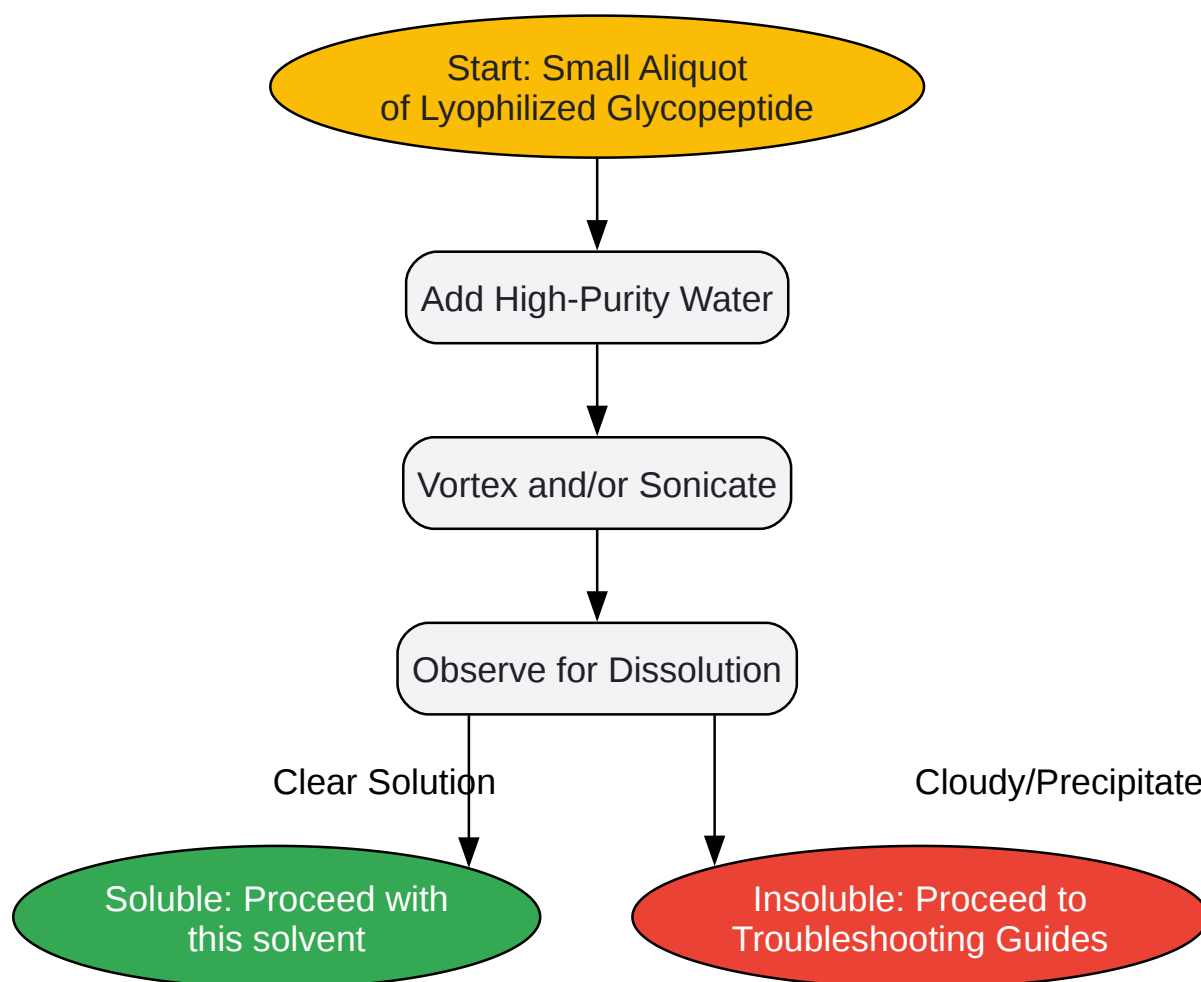 Start: Small Aliquot
of Lyophilized Glycopeptide
Add High-Purity Water
Vortex and/or Sonicate
Observe for Dissolution
Clear Solution
Cloudy/Precipitate
Soluble: Proceed with
this solvent
Insoluble: Proceed to
Troubleshooting Guides